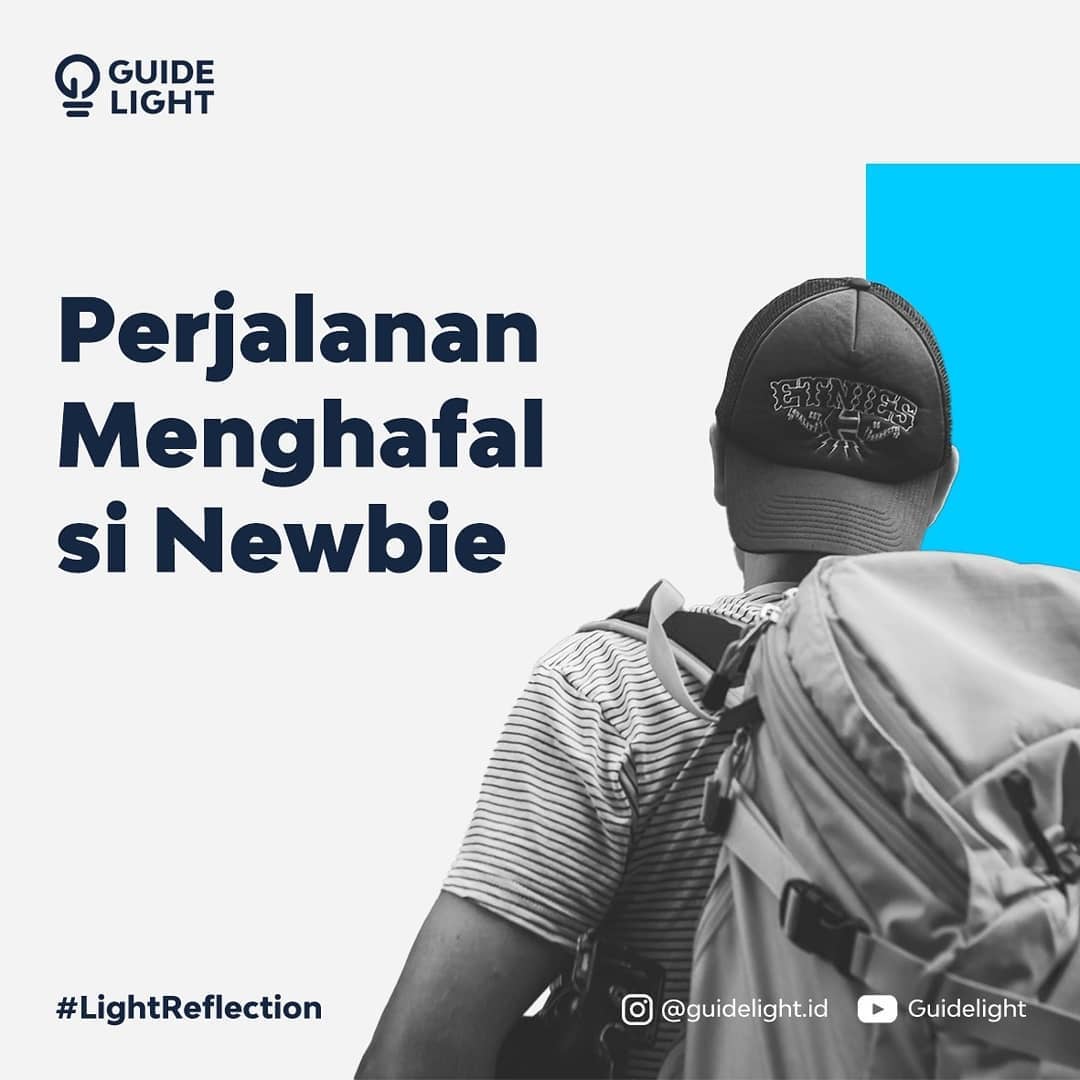 GUIDE
LIGHT
Perjalanan
Menghafal
si Newbie
ETNIES
#LightReflection
@guidelight.id
Guidelight